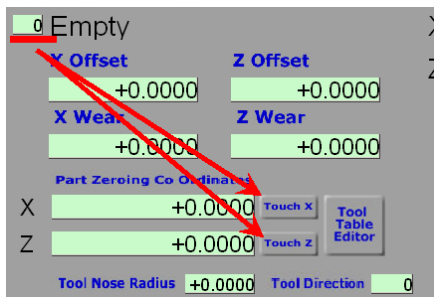 0 Empty
X Offset Z Offset
+0.0000 +0.0000
X Wear Z Wear
+0.0000 +0.0000
Part Zeroing Co Ordinates
X +0.0000 Touch X
Z +0.0000 Touch Z
Tool
Table
Editor
Tool Nose Radius +0.0000 Tool Direction 0